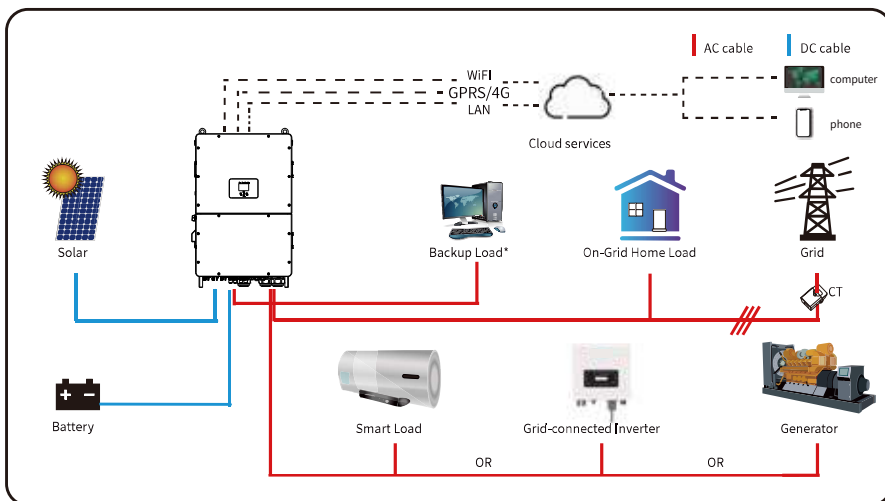 AC cable
DC cable
WiFI
GPRS/4G
LAN
computer
phone
Cloud services
Solar
Backup Load*
On-Grid Home Load
Grid
CT
Battery
Smart Load
Grid-connected Inverter
Generator
OR
OR